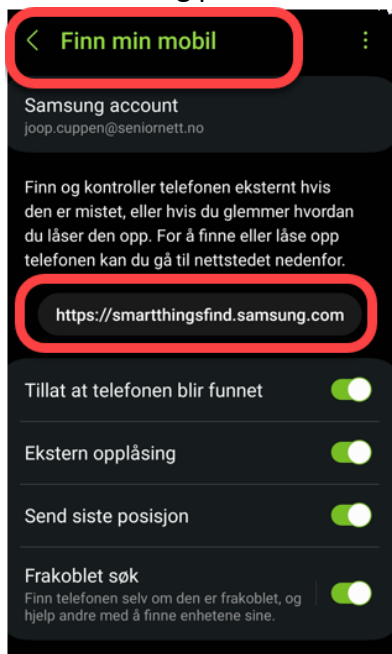 Finn min mobil
Samsung account
joop.cuppen@seniornett.no
Finn og kontroller telefonen eksternt hvis
den er mistet, eller hvis du glemmer hvordan
du låser den opp. For å finne eller låse opp
telefonen kan du gå til nettstedet nedenfor.
https://smartthingsfind.samsung.com
Tillat at telefonen blir funnet
Ekstern opplåsing
Send siste posisjon
Frakoblet søk
Finn telefonen selv om den er frakoblet, og
hjelp andre med å finne enhetene sine.